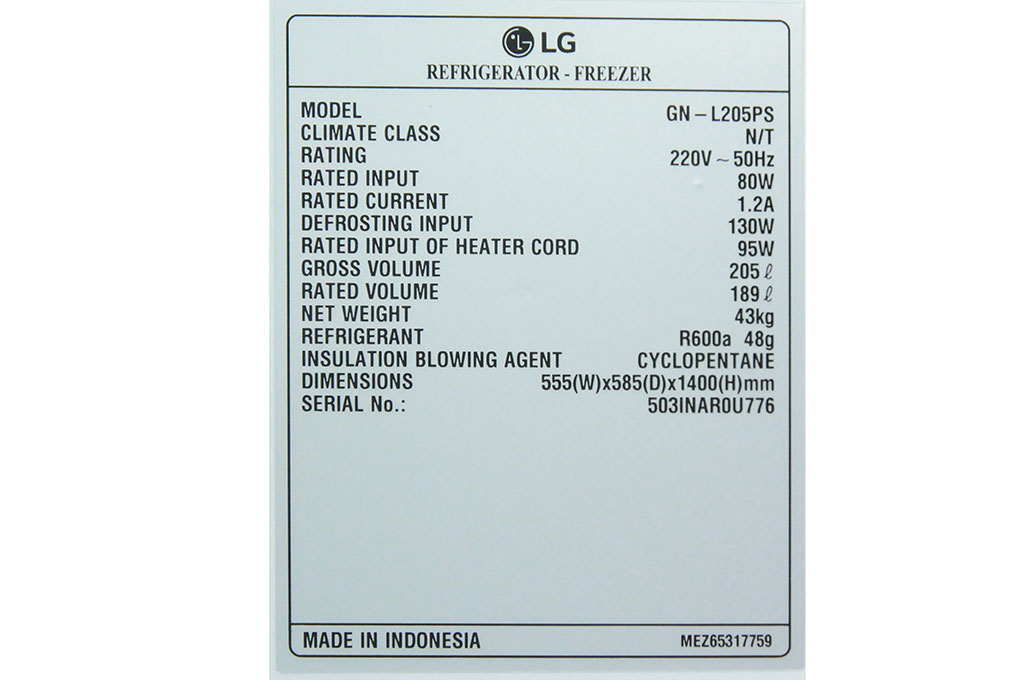 LG
REFRIGERATOR - FREEZER
MODEL GN – L205PS
CLIMATE CLASS N/T
RATING 220V ~ 50Hz
RATED INPUT 80W
RATED CURRENT 1.2A
DEFROSTING INPUT 130W
RATED INPUT OF HEATER CORD 95W
GROSS VOLUME 205 ℓ
RATED VOLUME 189 ℓ
NET WEIGHT 43kg
REFRIGERANT R600a 48g
INSULATION BLOWING AGENT CYCLOPENTANE
DIMENSIONS 555(W)x585(D)x1400(H)mm
SERIAL No.: 503INAR0U776
MADE IN INDONESIA MEZ65317759